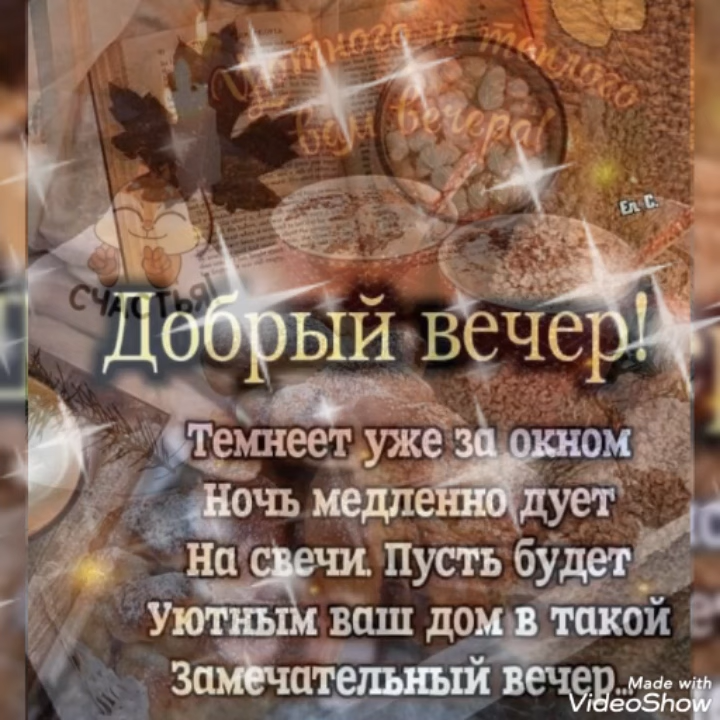 Уютного и теплого
вам вечера!
Ел. С.
СЧАСТЬЯ!
Добрый вечер!
Темнеет уже за окном
Ночь медленно дует
На свечи. Пусть будет
Уютным ваш дом в такой
Замечательный вечер...
Made with
VideoShow